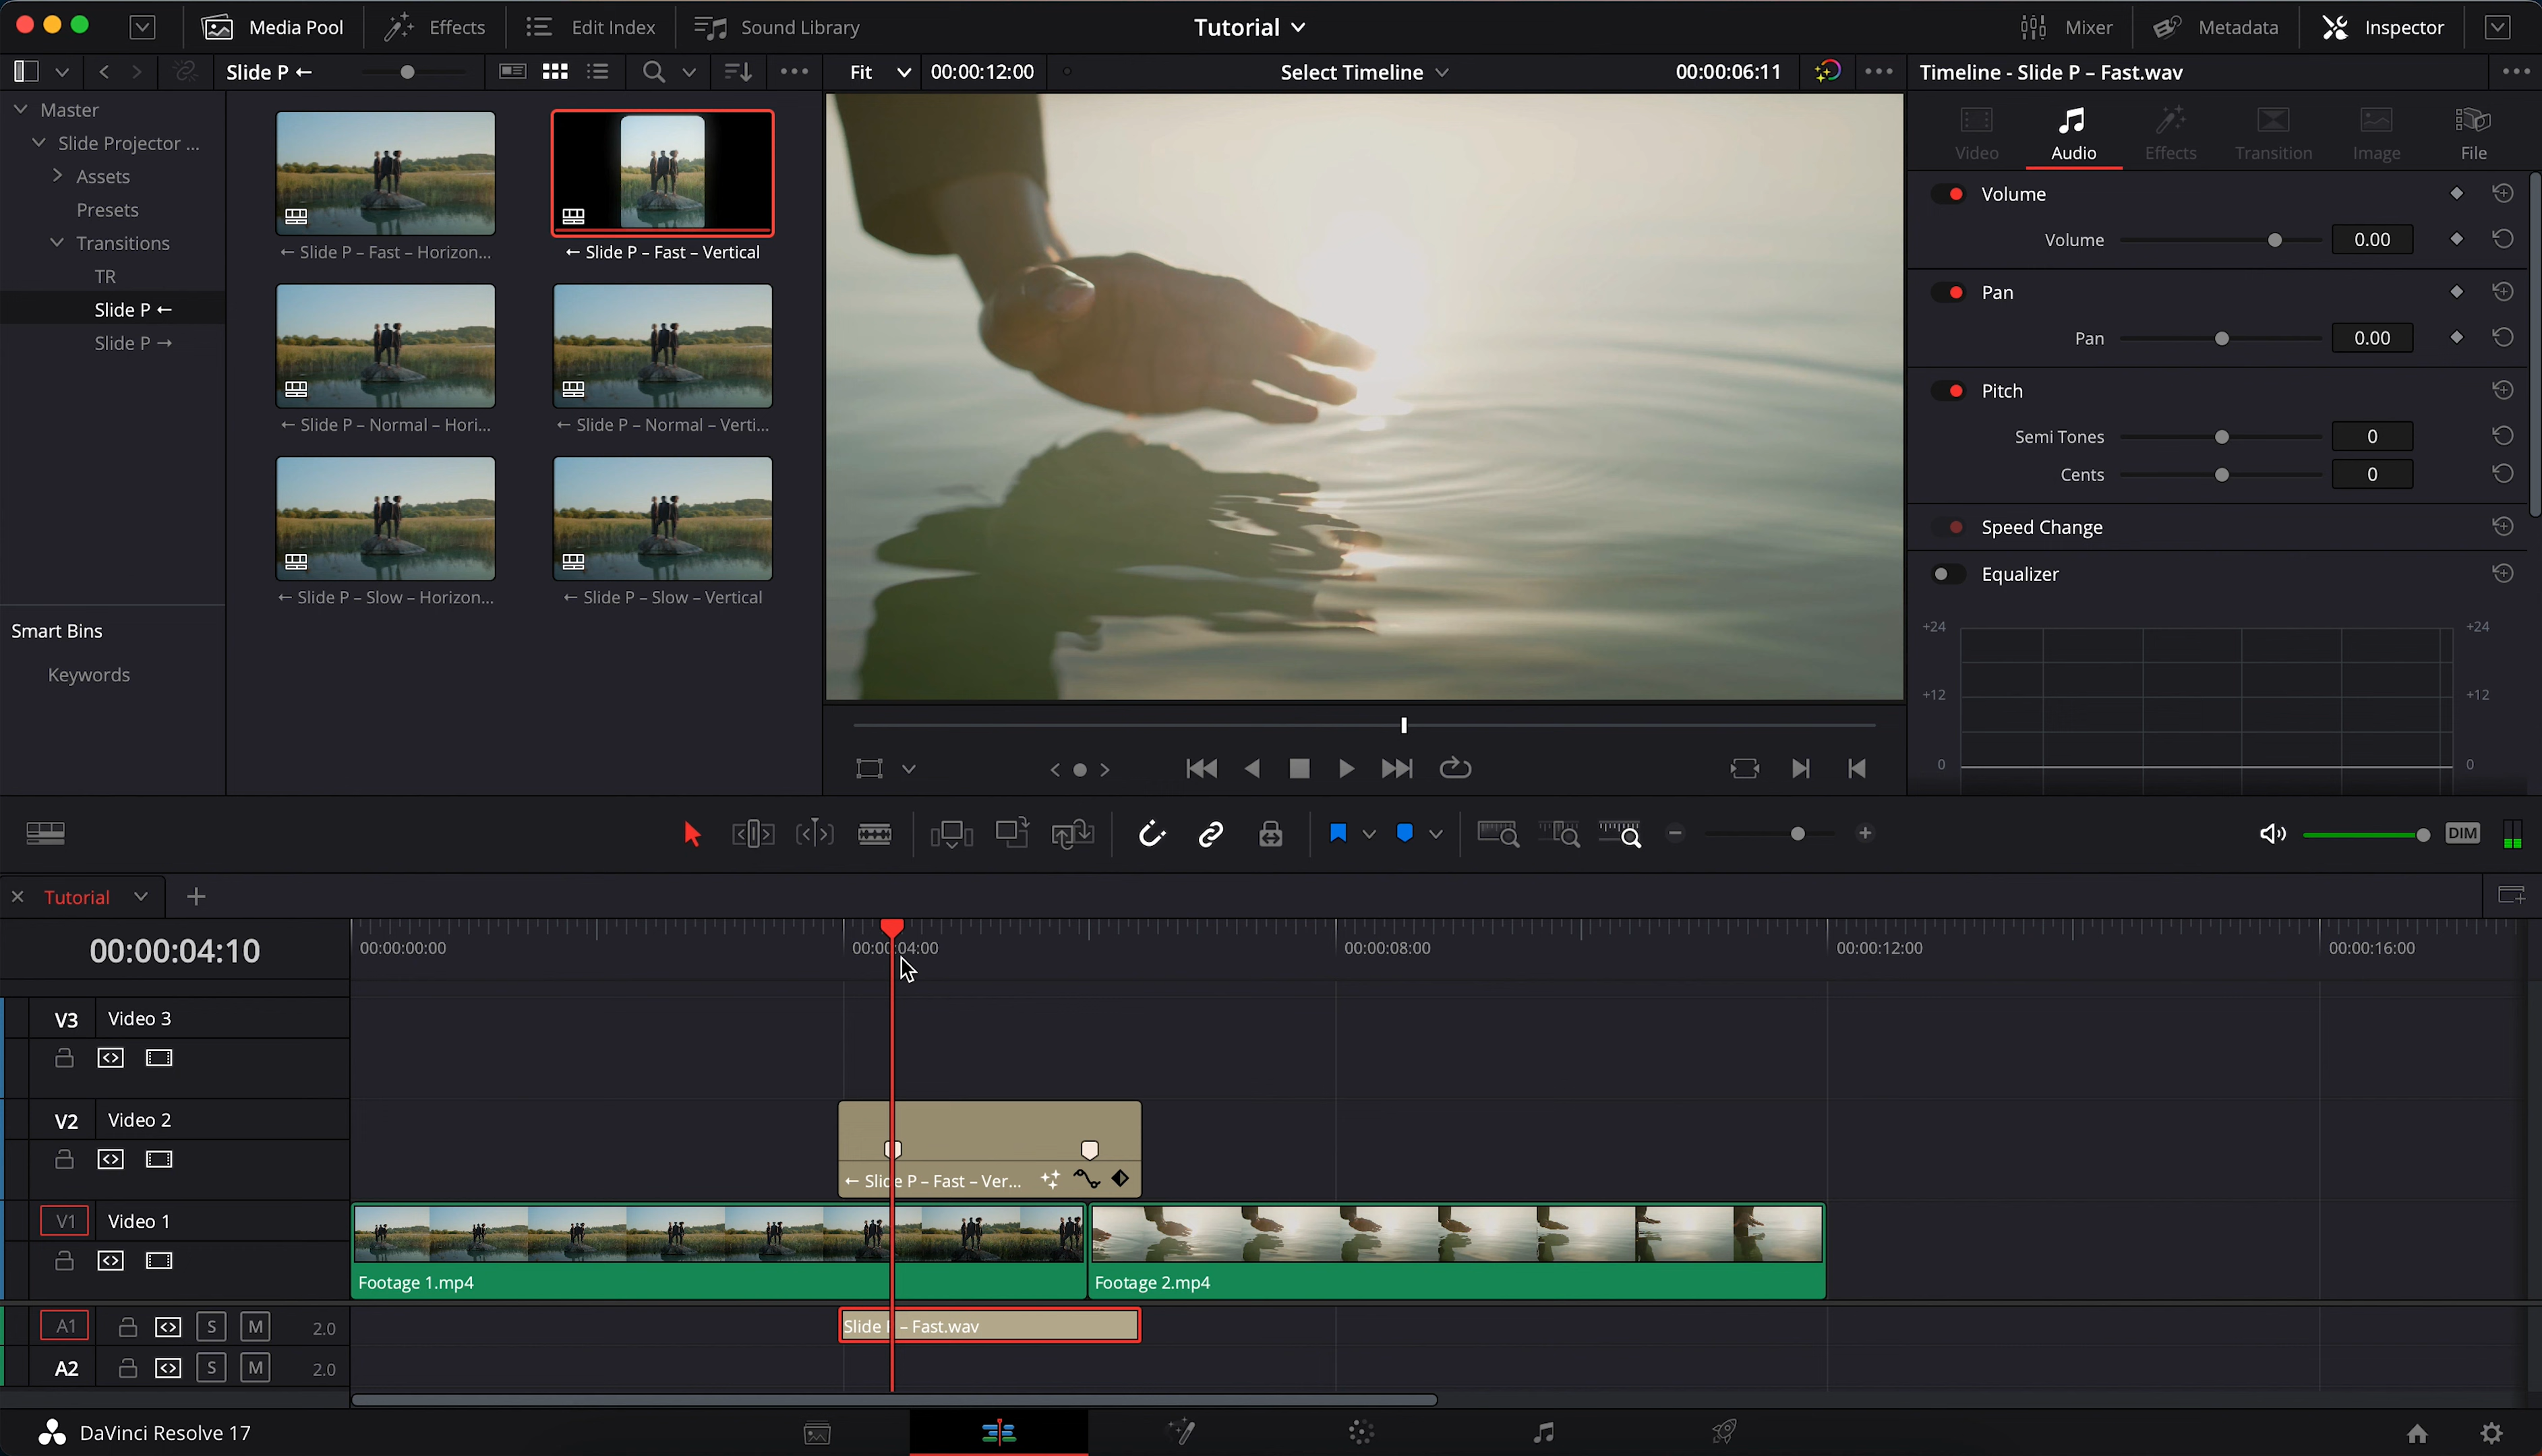 Media Pool
Effects
Edit Index
Sound Library
Tutorial
Mixer
Metadata
Inspector
Slide P ←
Fit
00:00:12:00
Select Timeline
00:00:06:11
Timeline - Slide P – Fast.wav
Master
Slide Projector ...
Assets
Presets
Transitions
TR
Slide P ←
Slide P →
Smart Bins
Keywords
← Slide P – Fast – Horizon...
← Slide P – Fast – Vertical
← Slide P – Normal – Hori...
← Slide P – Normal – Verti...
← Slide P – Slow – Horizon...
← Slide P – Slow – Vertical
Video
Audio
Effects
Transition
Image
File
Volume
Volume 0.00
Pan
Pan 0.00
Pitch
Semi Tones 0
Cents 0
Speed Change
Equalizer
+24 +24
+12 +12
0 0
DIM
Tutorial
00:00:04:10
00:00:00:00
00:00:04:00
00:00:08:00
00:00:12:00
00:00:16:00
V3 Video 3
V2 Video 2
← Slide P – Fast – Ver...
V1 Video 1
Footage 1.mp4
Footage 2.mp4
A1 S M 2.0
Slide P – Fast.wav
A2 S M 2.0
DaVinci Resolve 17